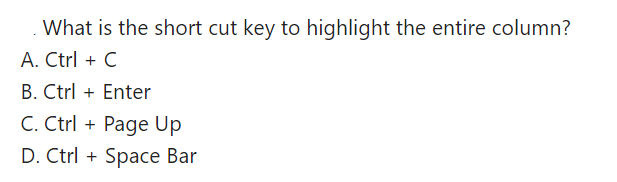 . What is the short cut key to highlight the entire column?
A. Ctrl + C
B. Ctrl + Enter
C. Ctrl + Page Up
D. Ctrl + Space Bar